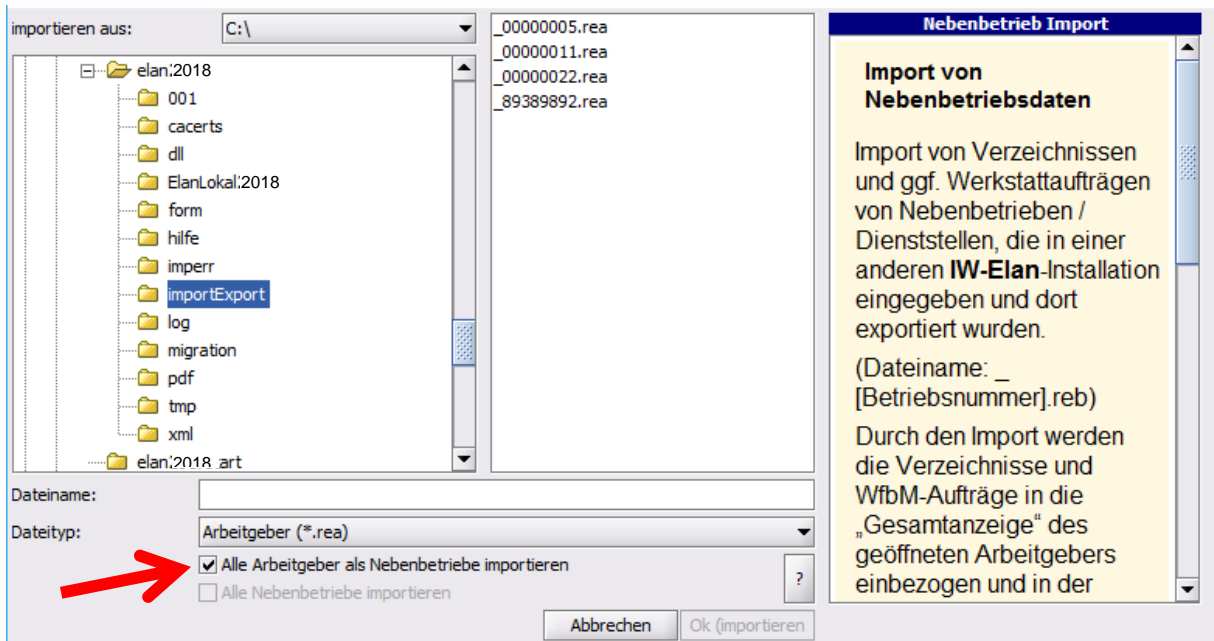 importieren aus:
C:\
elan 2018
001
cacerts
dll
ElanLokal 2018
form
hilfe
imperr
importExport
log
migration
pdf
tmp
xml
elan 2018 art
_00000005.rea
_00000011.rea
_00000022.rea
_89389892.rea
Nebenbetrieb Import
Import von
Nebenbetriebsdaten
Import von Verzeichnissen
und ggf. Werkstattaufträgen
von Nebenbetrieben /
Dienststellen, die in einer
anderen IW-Elan-Installation
eingegeben und dort
exportiert wurden.
(Dateiname: _
[Betriebsnummer].reb)
Durch den Import werden
die Verzeichnisse und
WfbM-Aufträge in die
„Gesamtanzeige“ des
geöffneten Arbeitgebers
einbezogen und in der
Dateiname:
Dateityp:
Arbeitgeber (*.rea)
Alle Arbeitgeber als Nebenbetriebe importieren
Alle Nebenbetriebe importieren
?
Abbrechen
Ok (importieren